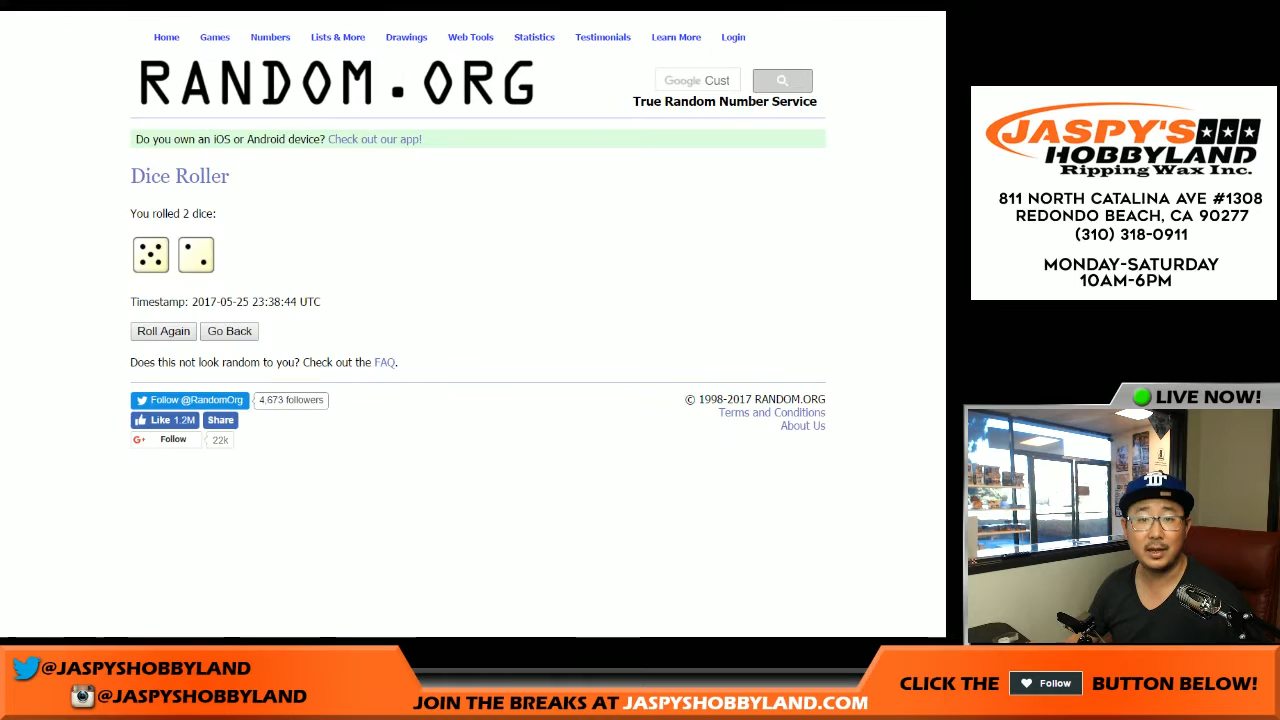 Home Games Numbers Lists & More Drawings Web Tools Statistics Testimonials Learn More Login
RANDOM.ORG
Google Cust
True Random Number Service
Do you own an iOS or Android device? Check out our app!
Dice Roller
You rolled 2 dice:
Timestamp: 2017-05-25 23:38:44 UTC
Roll Again Go Back
Does this not look random to you? Check out the FAQ.
Follow @RandomOrg 4,673 followers
Like 1.2M Share
G+ Follow 22k
© 1998-2017 RANDOM.ORG
Terms and Conditions
About Us
JASPY'S
HOBBYLAND
Ripping Wax Inc.
811 NORTH CATALINA AVE #1308
REDONDO BEACH, CA 90277
(310) 318-0911
MONDAY-SATURDAY
10AM-6PM
LIVE NOW!
@JASPYSHOBBYLAND
@JASPYSHOBBYLAND
JOIN THE BREAKS AT JASPYSHOBBYLAND.COM
CLICK THE Follow BUTTON BELOW!